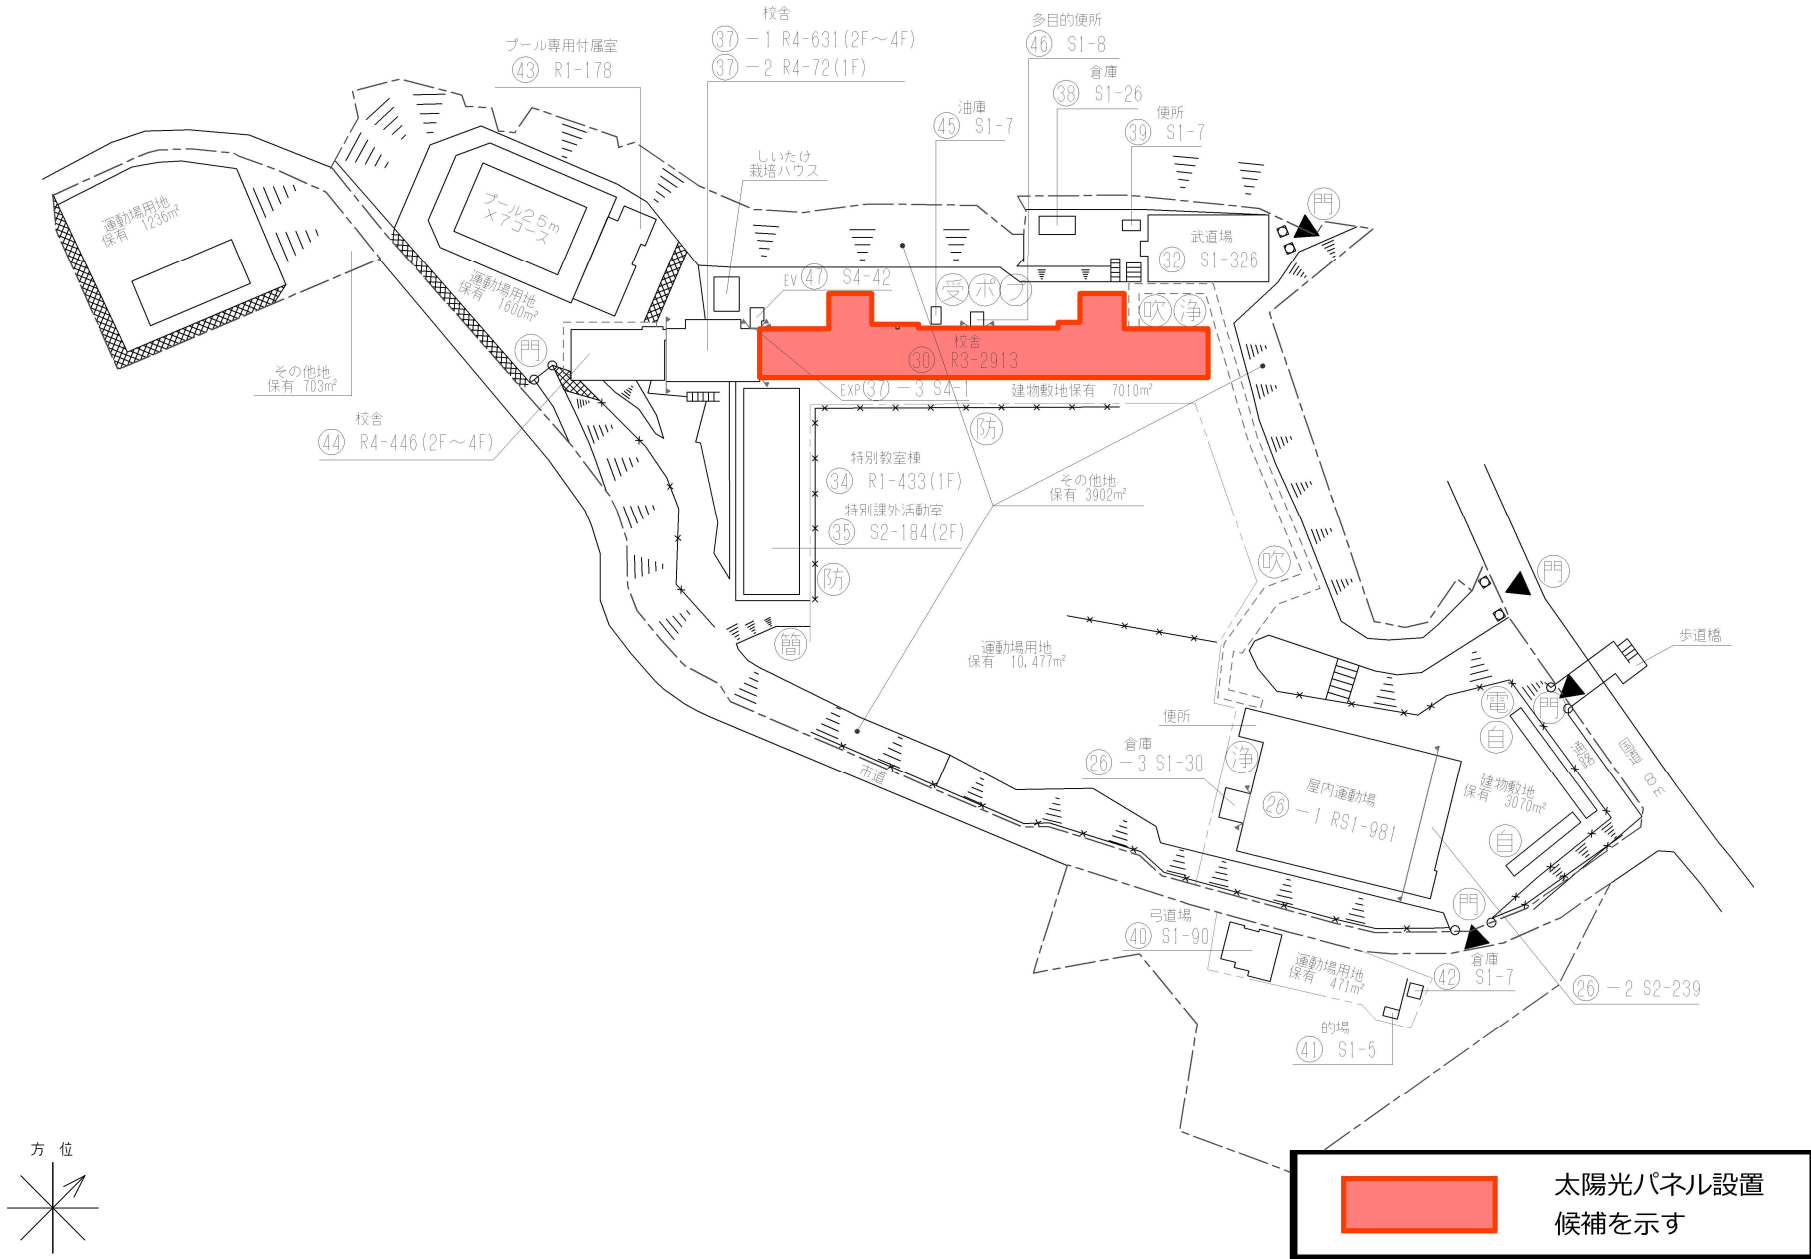 校舎
㊲－1 R4-631(2F～4F)
㊲－2 R4-72(1F)
プール専用付属室
㊸ R1-178
多目的便所
㊻ S1-8
倉庫
㊳ S1-26
油庫
㊺ S1-7
便所
㊴ S1-7
しいたけ
栽培ハウス
門
運動場用地
保有 1236㎡
プール25m
×7コース
武道場
㉜ S1-326
EV ㊼ S4-42
受 ポ プ
運動場用地
保有 1600㎡
吹 浄
門
校舎
㉚ R3-2913
その他地
保有 703㎡
EXP ㊲－3 S4-1
建物敷地保有 7010㎡
校舎
㊹ R4-446(2F～4F)
防
特別教室棟
㉞ R1-433(1F)
その他地
保有 3902㎡
特別課外活動室
㉟ S2-184(2F)
吹
門
防
簡
歩道橋
運動場用地
保有 10,477㎡
電
門
便所
自
倉庫
㉖－3 S1-30
浄
市道
屋内運動場
㉖－1 RS1-981
建物敷地
保有 3070㎡
自
門
弓道場
㊵ S1-90
運動場用地
保有 471㎡
倉庫
㊷ S1-7
㉖－2 S2-239
的場
㊶ S1-5
方 位
太陽光パネル設置
候補を示す